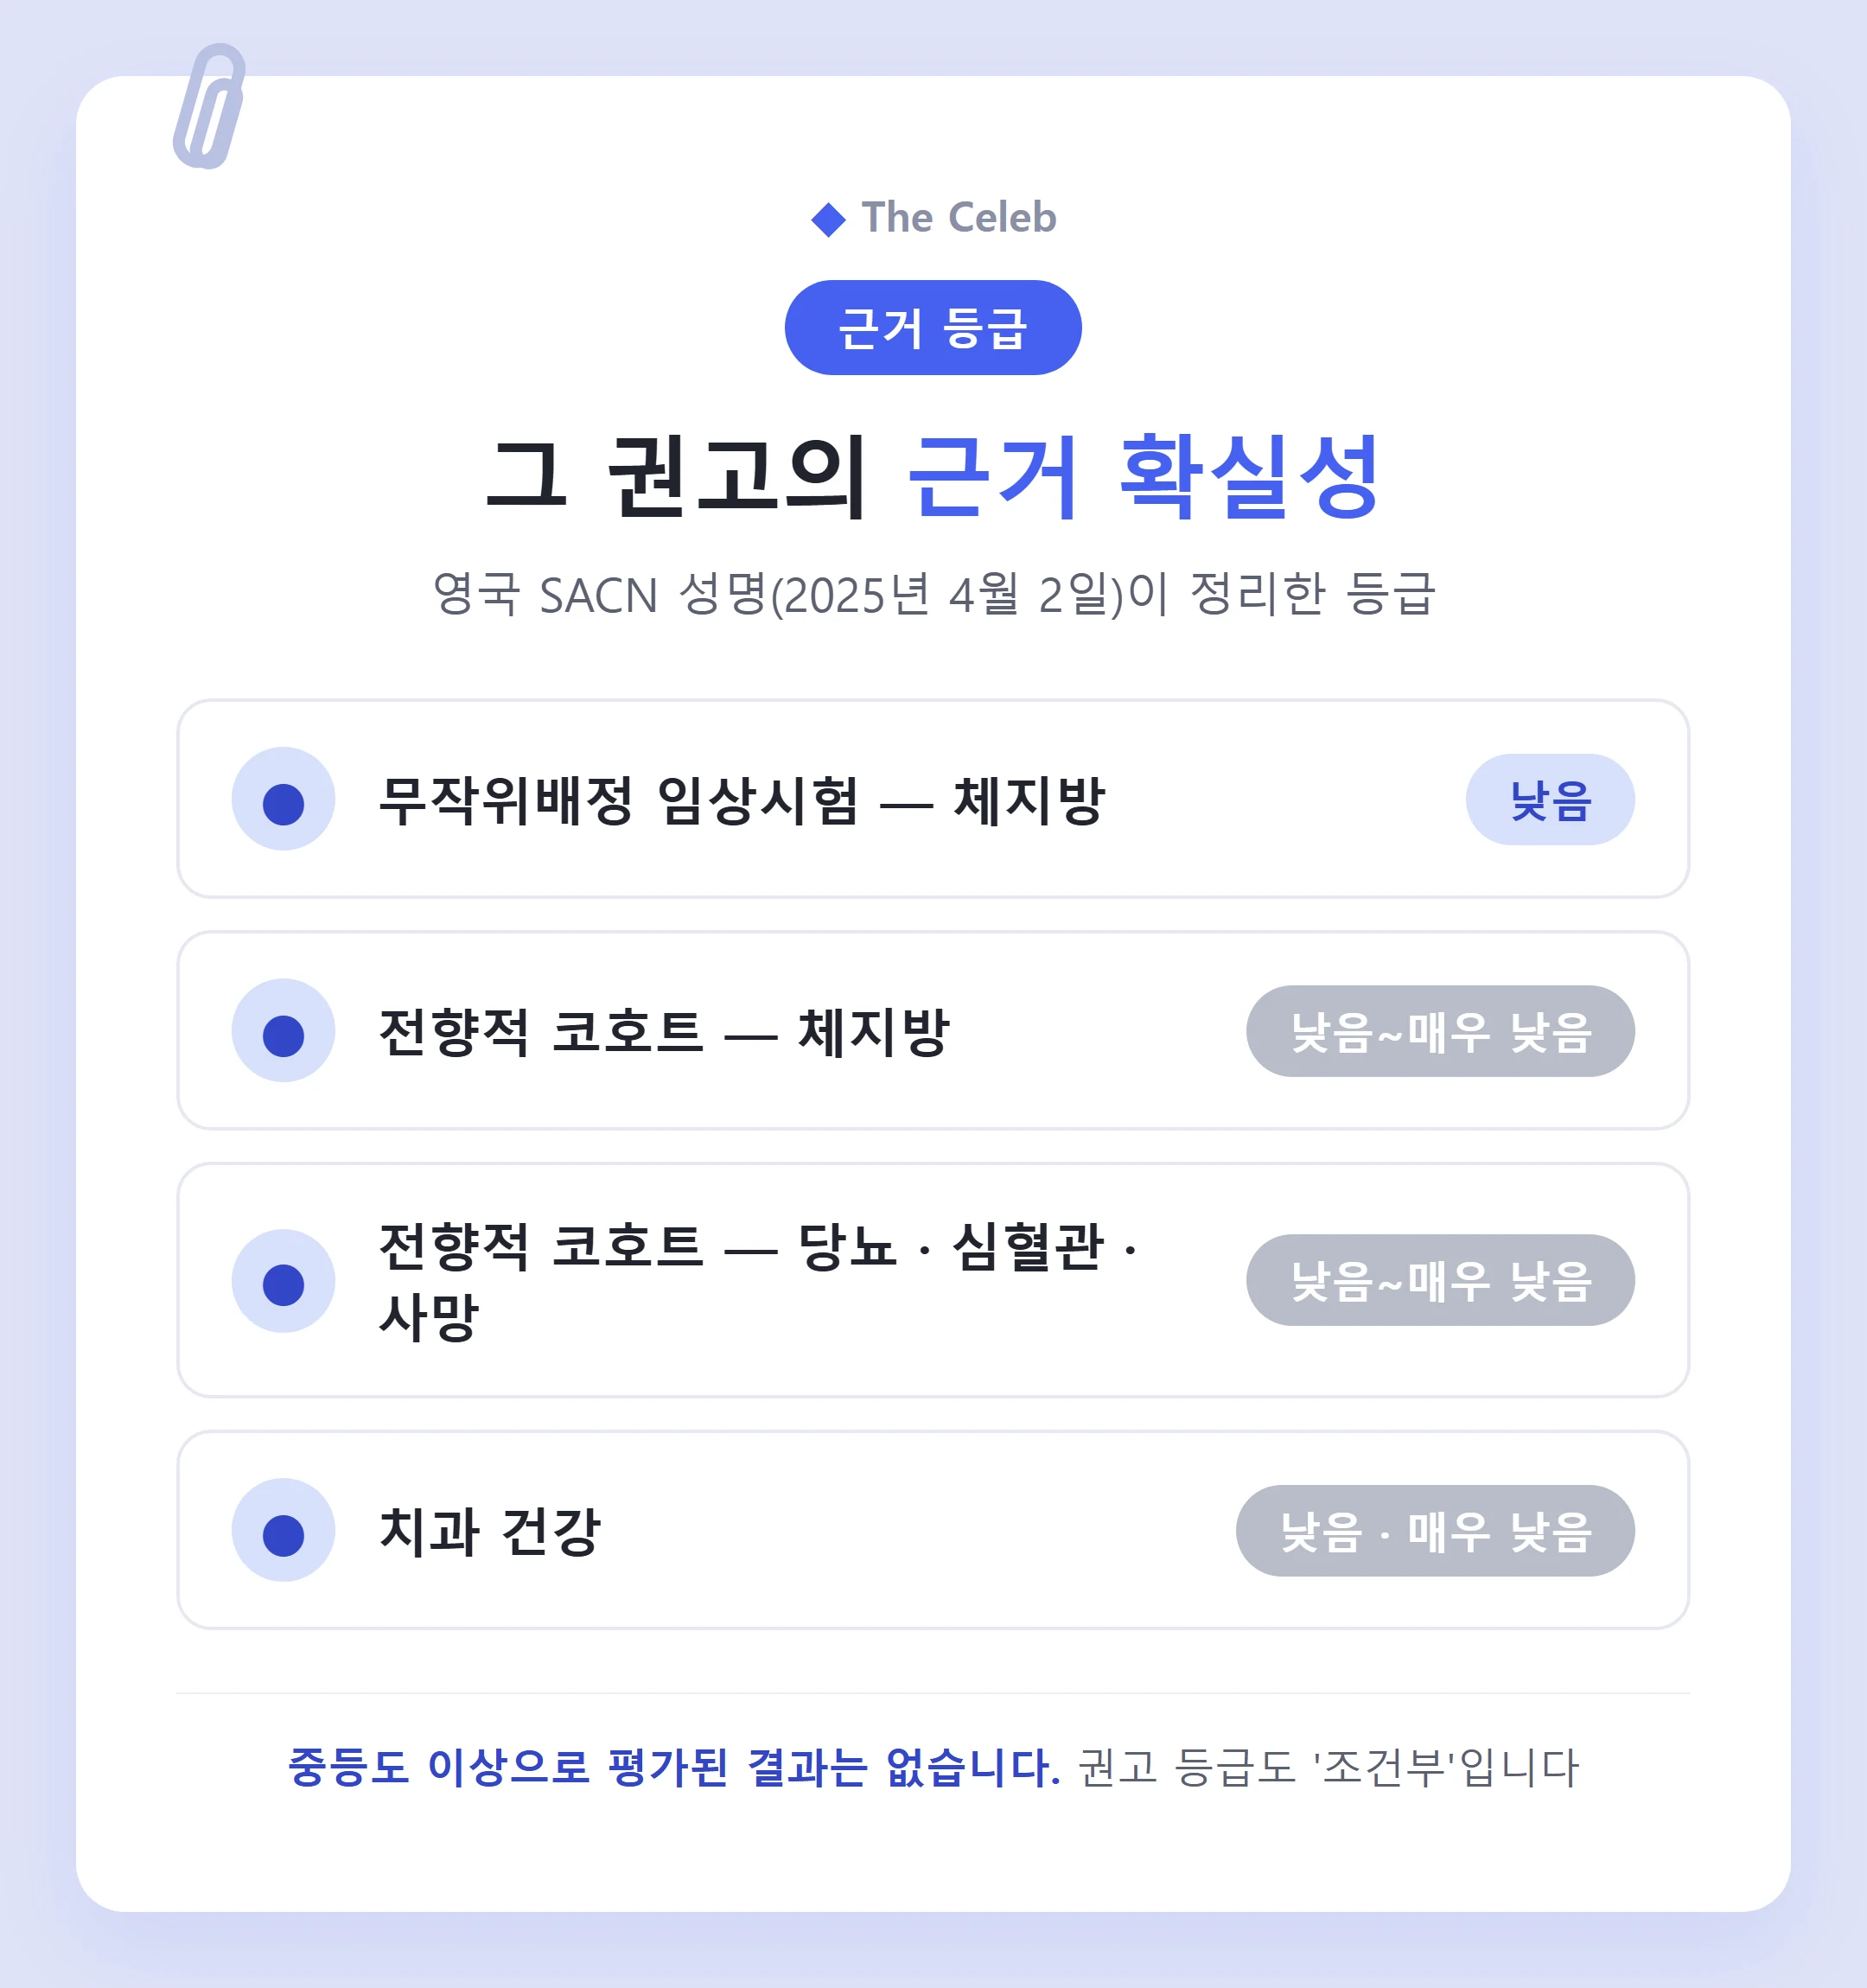 The Celeb
근거 등급
그 권고의 근거 확실성
영국 SACN 성명(2025년 4월 2일)이 정리한 등급
무작위배정 임상시험 — 체지방
낮음
전향적 코호트 — 체지방
낮음~매우 낮음
전향적 코호트 — 당뇨 · 심혈관 ·
사망
낮음~매우 낮음
치과 건강
낮음 · 매우 낮음
중등도 이상으로 평가된 결과는 없습니다. 권고 등급도 '조건부'입니다